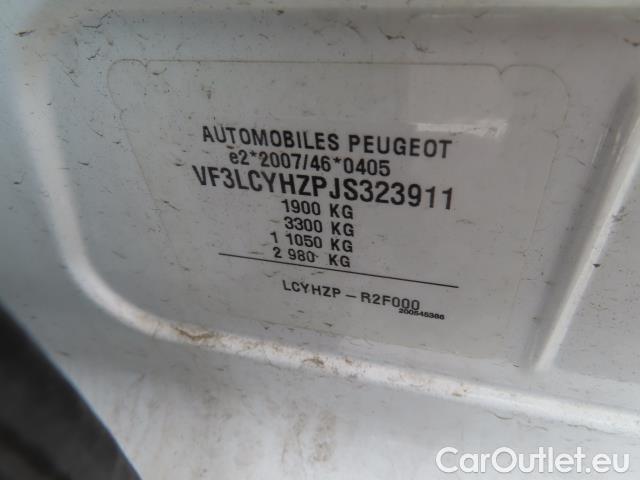 AUTOMOBILES PEUGEOT
e2*2007/46*0405
VF3LCYHZPJS323911
1900 KG
3300 KG
1 1050 KG
2 980 KG
LCYHZP - R2F000
200545386
CarOutlet.eu